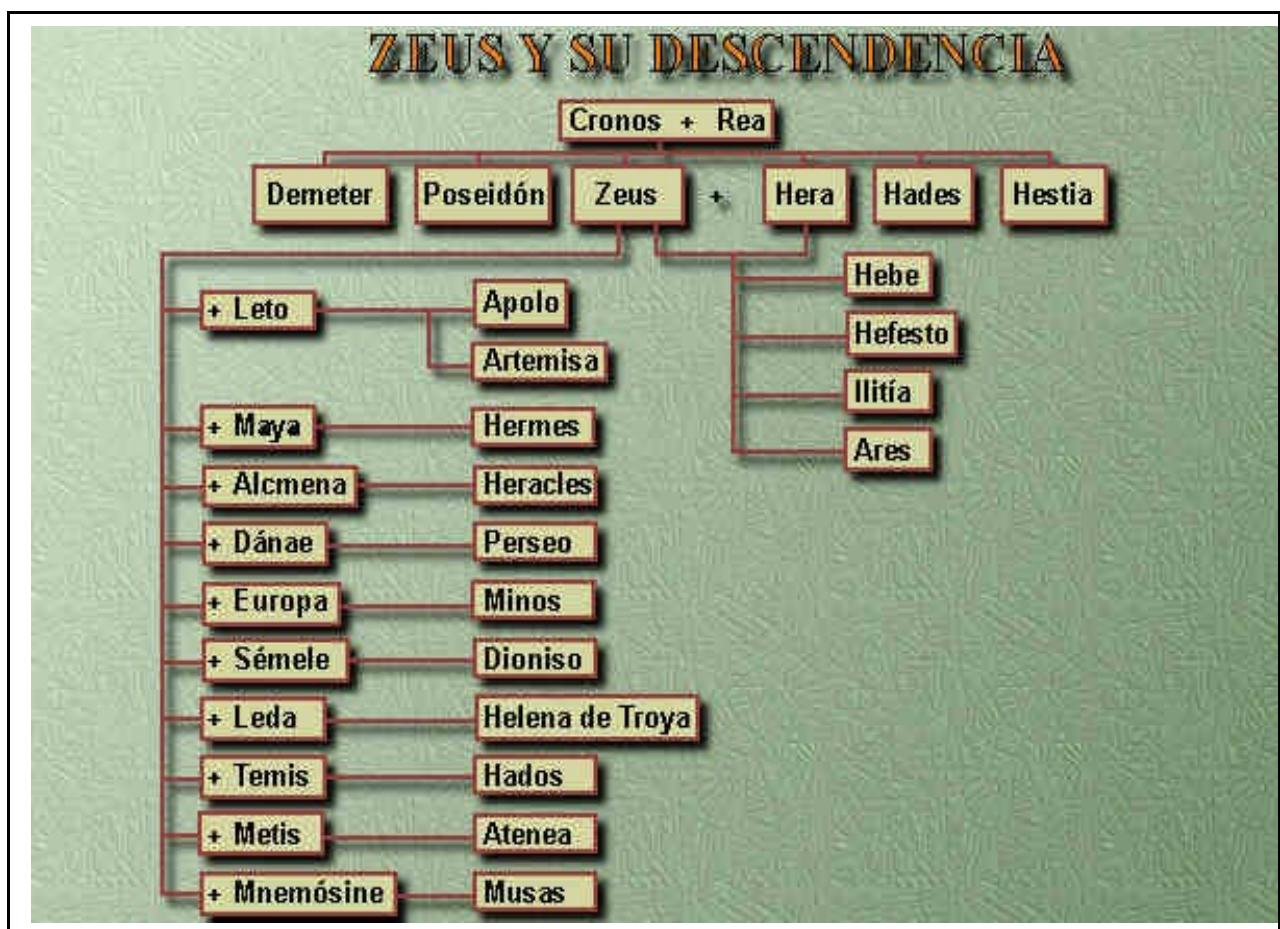 ZEUS Y SU DESCENDENCIA
Cronos + Rea
Demeter Poseidón Zeus + Hera Hades Hestia
+ Leto
Apolo
Artemisa
+ Maya Hermes
+ Alcmena Heracles
+ Dánae Perseo
+ Europa Minos
+ Sémele Dioniso
+ Leda Helena de Troya
+ Temis Hados
+ Metis Atenea
+ Mnemósine Musas
Hebe
Hefesto
Ilitía
Ares